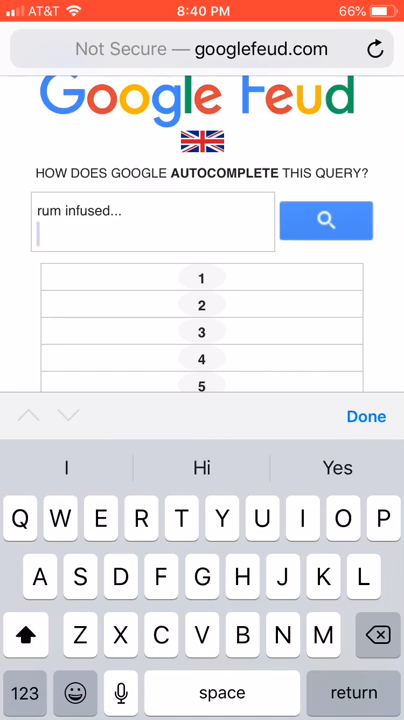 AT&T 8:40 PM 66%
Not Secure — googlefeud.com
Google Feud
HOW DOES GOOGLE AUTOCOMPLETE THIS QUERY?
rum infused...
1
2
3
4
5
Done
I Hi Yes
Q W E R T Y U I O P
A S D F G H J K L
Z X C V B N M
123 space return